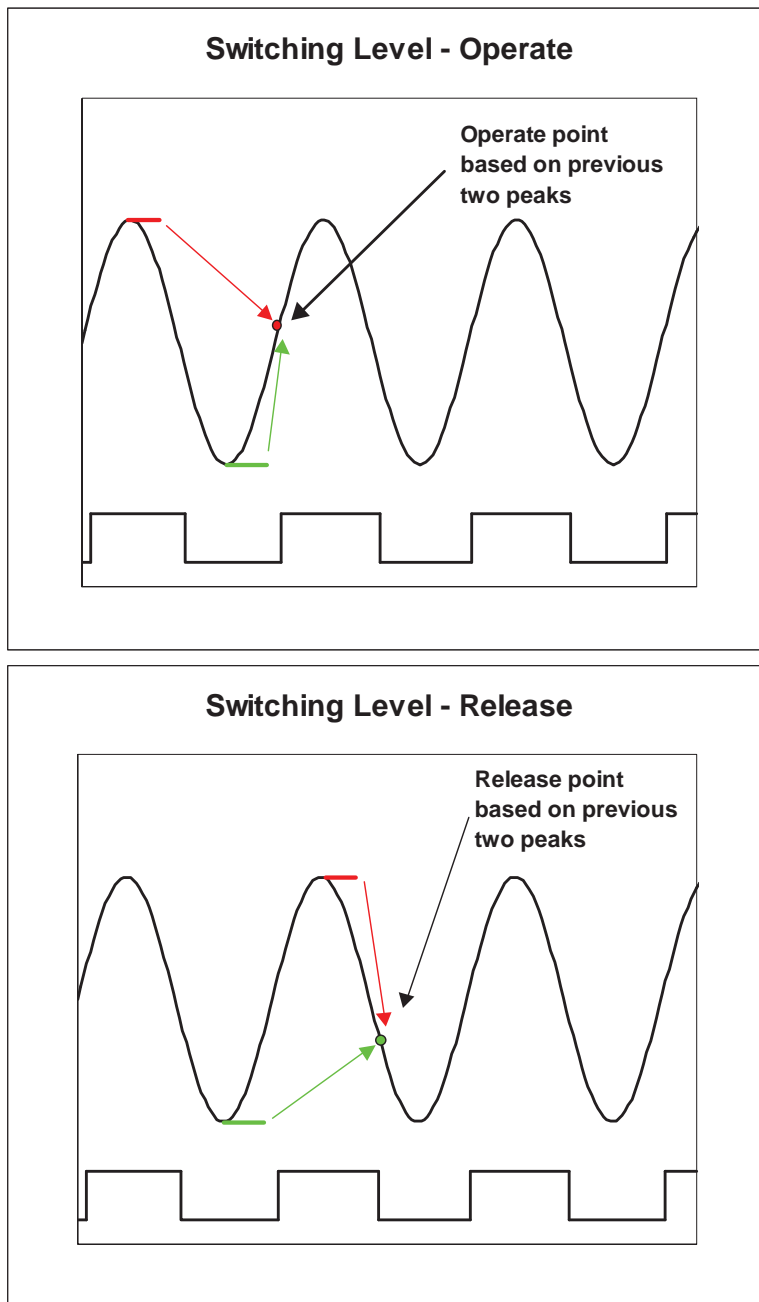 Switching Level - Operate
Operate point
based on previous
two peaks
Switching Level - Release
Release point
based on previous
two peaks